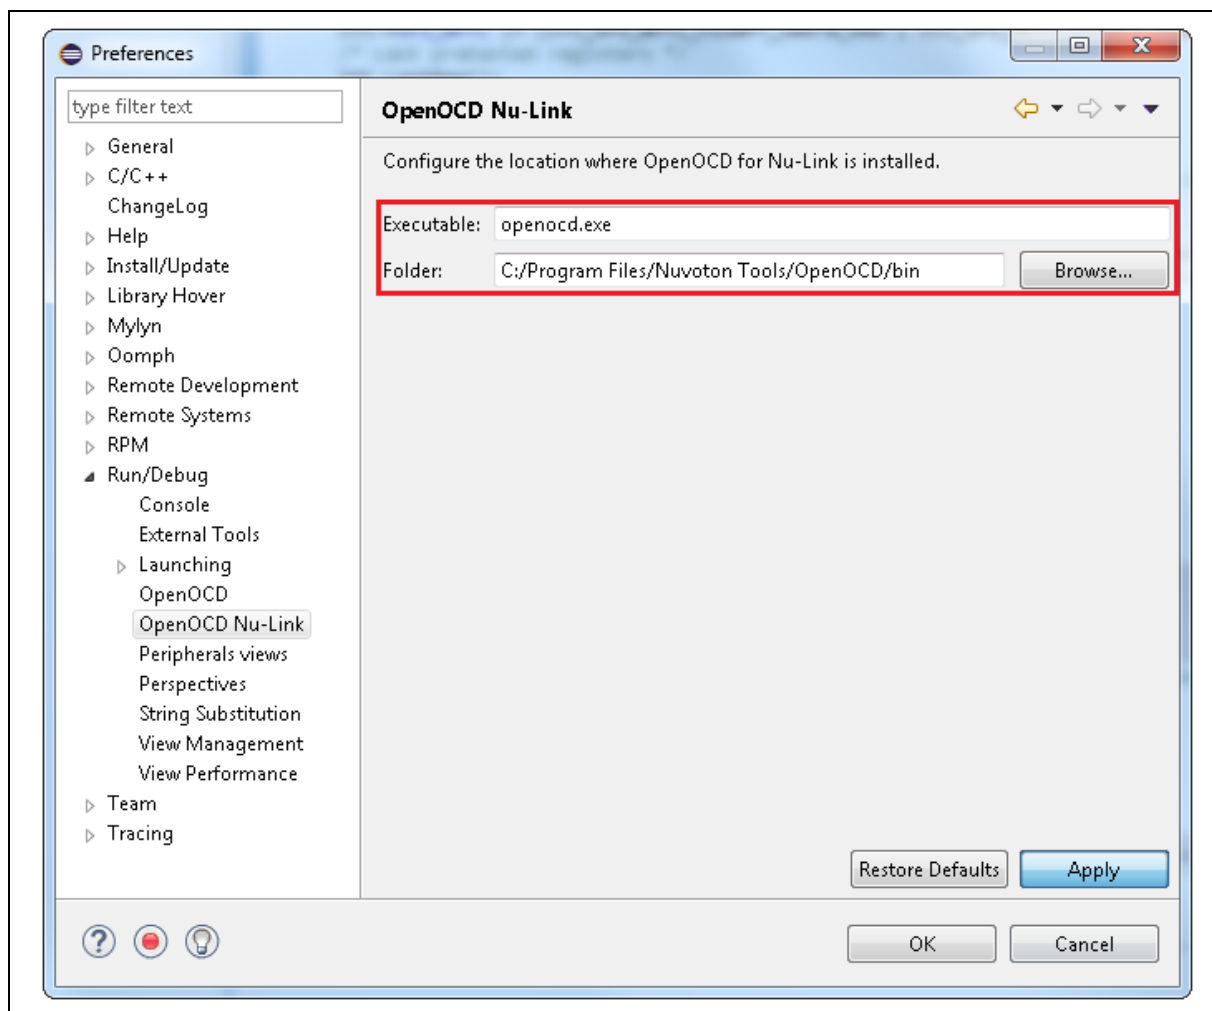 Preferences
type filter text
General
C/C++
ChangeLog
Help
Install/Update
Library Hover
Mylyn
Oomph
Remote Development
Remote Systems
RPM
Run/Debug
Console
External Tools
Launching
OpenOCD
OpenOCD Nu-Link
Peripherals views
Perspectives
String Substitution
View Management
View Performance
Team
Tracing
OpenOCD Nu-Link
Configure the location where OpenOCD for Nu-Link is installed.
Executable: openocd.exe
Folder: C:/Program Files/Nuvoton Tools/OpenOCD/bin Browse...
Restore Defaults Apply
OK Cancel